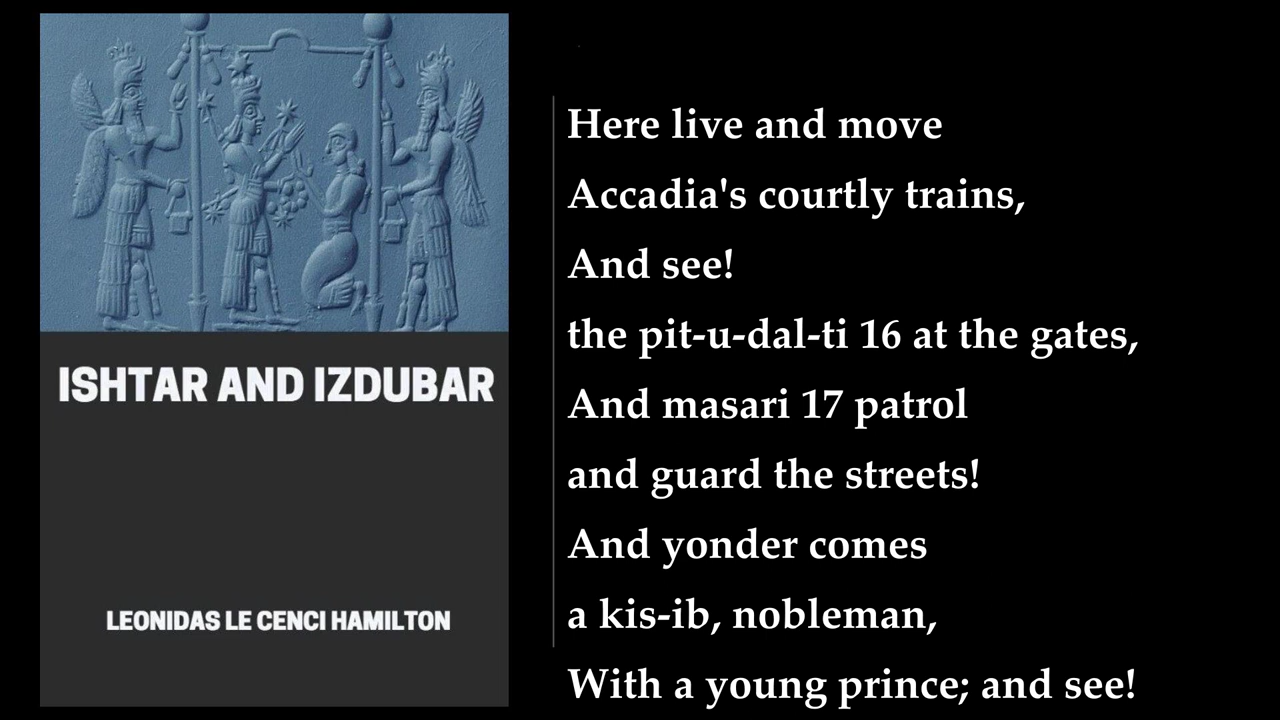 ISHTAR AND IZDUBAR
LEONIDAS LE CENCI HAMILTON
Here live and move
Accadia's courtly trains,
And see!
the pit-u-dal-ti 16 at the gates,
And masari 17 patrol
and guard the streets!
And yonder comes
a kis-ib, nobleman,
With a young prince; and see!